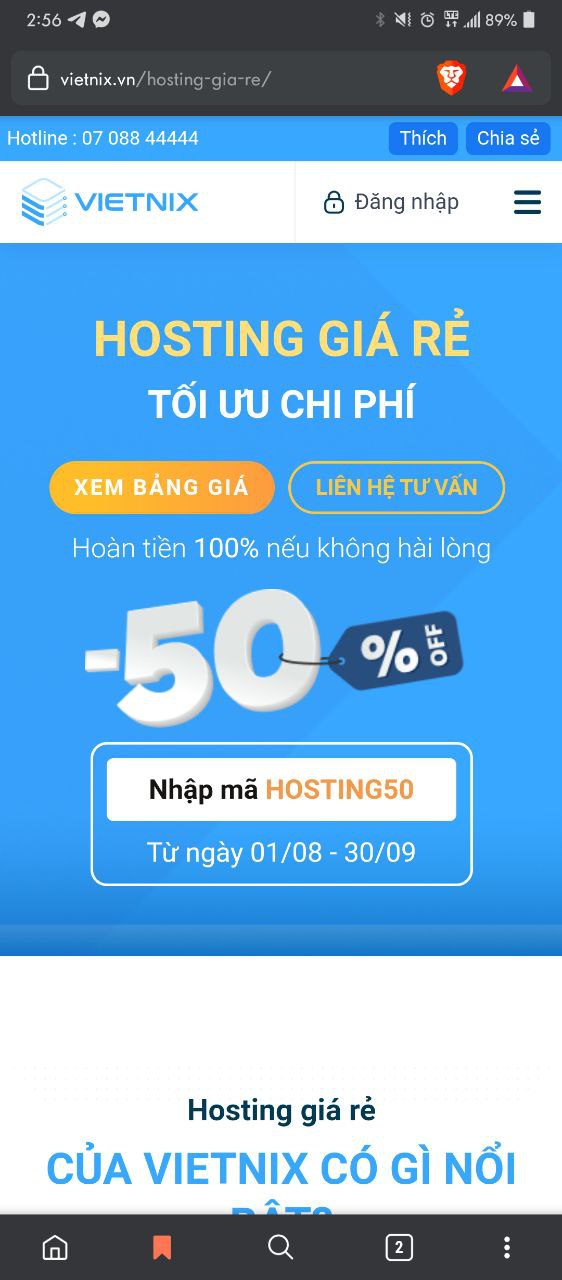 2:56
89%
vietnix.vn/hosting-gia-re/
Hotline : 07 088 44444
Thích
Chia sẻ
VIETNIX
Đăng nhập
HOSTING GIÁ RẺ
TỐI ƯU CHI PHÍ
XEM BẢNG GIÁ
LIÊN HỆ TƯ VẤN
Hoàn tiền 100% nếu không hài lòng
-50
% OFF
Nhập mã HOSTING50
Từ ngày 01/08 - 30/09
Hosting giá rẻ
CỦA VIETNIX CÓ GÌ NỔI
2